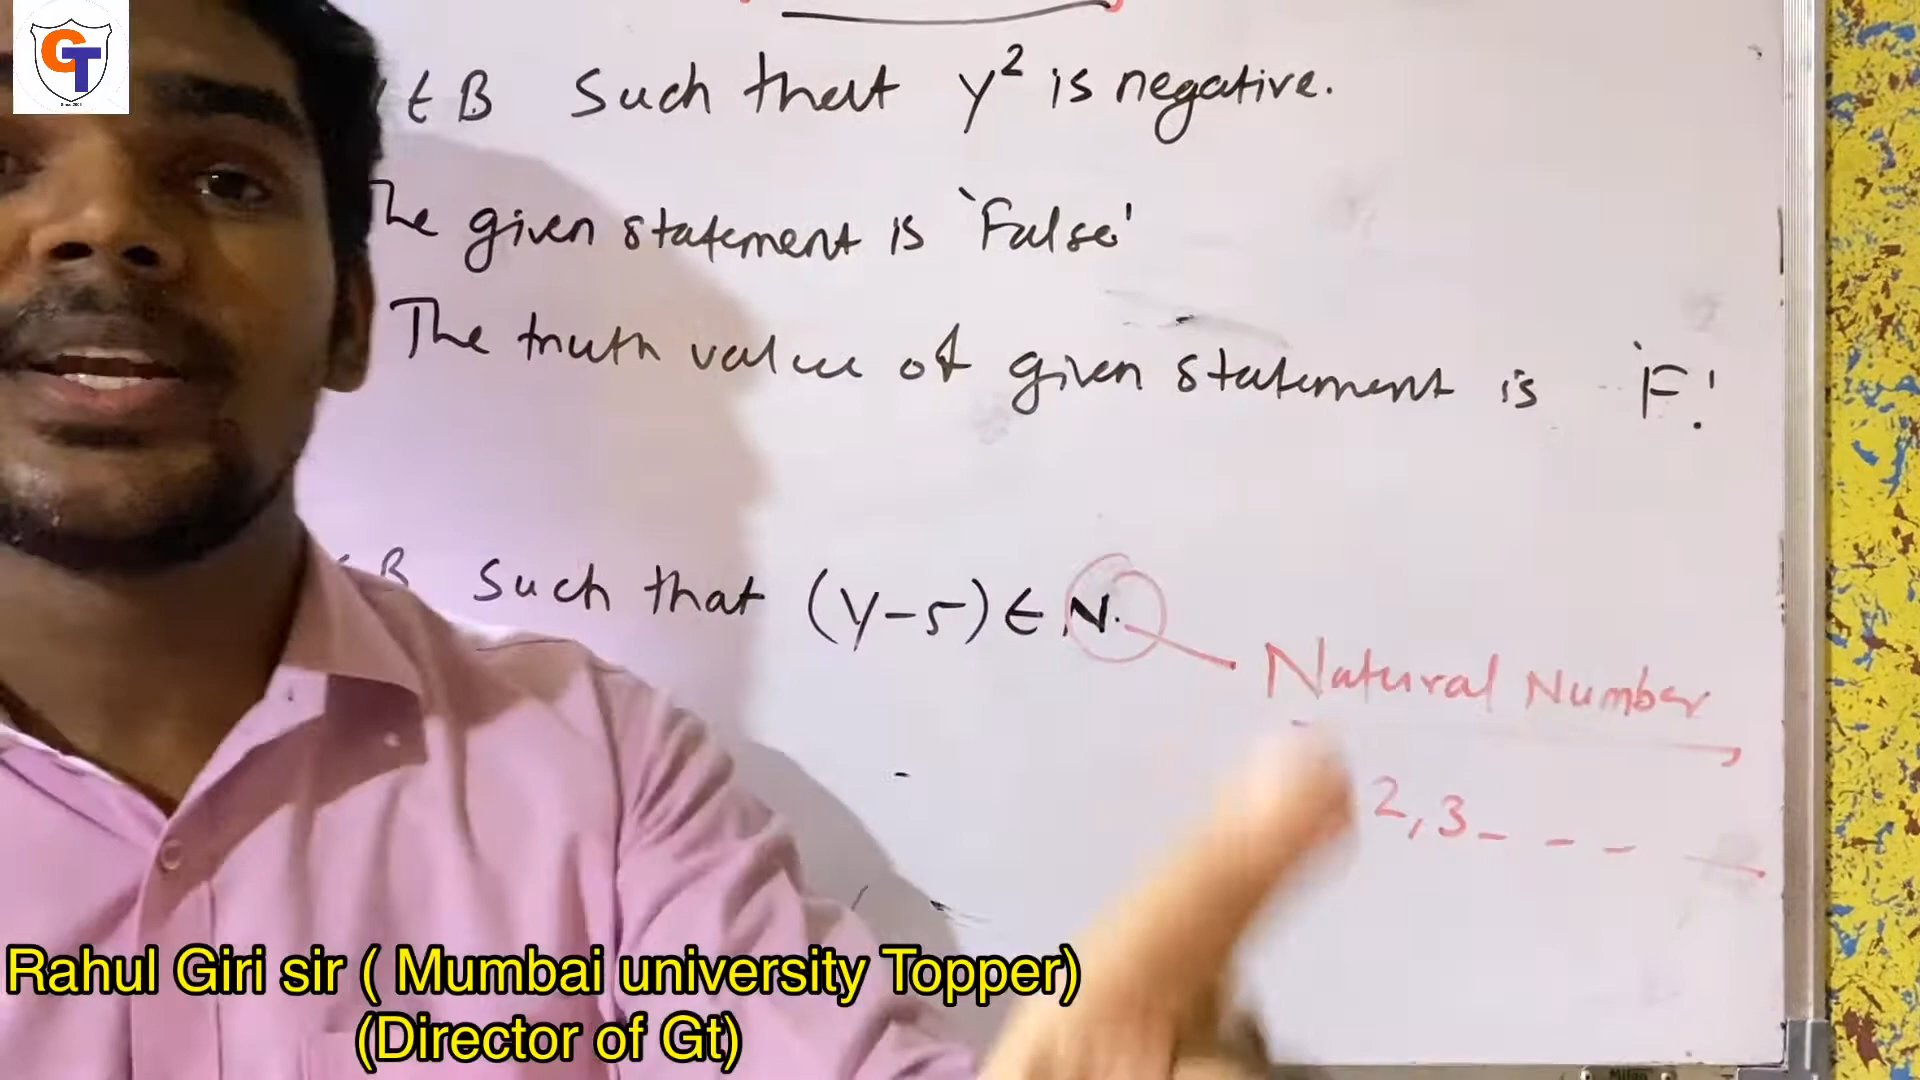 GT
∈ B Such that y² is negative.
The given statement is 'False'
The truth value of given statement is 'F'.
B Such that (y-5) ∈ N.
Natural Number
2, 3 - - - -
Rahul Giri sir ( Mumbai university Topper)
(Director of Gt)